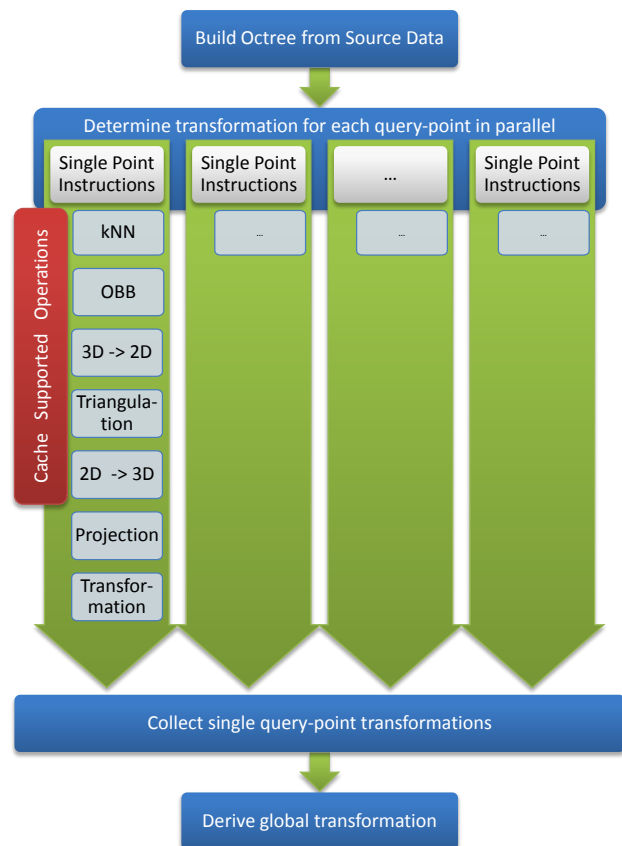 Build Octree from Source Data
Determine transformation for each query-point in parallel
Single Point
Instructions
Single Point
Instructions
...
Single Point
Instructions
Cache Supported Operations
kNN
...
...
...
OBB
3D -> 2D
Triangula-
tion
2D -> 3D
Projection
Transfor-
mation
Collect single query-point transformations
Derive global transformation